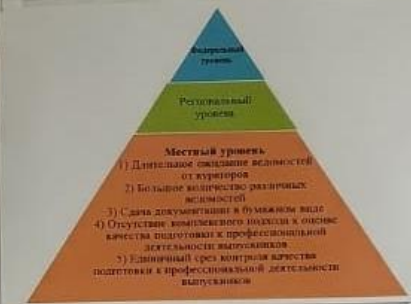 Федеральный
уровень
Региональный
уровень
Местный уровень
1) Длительное ожидание ведомостей
от кураторов
2) Большое количество различных
ведомостей
3) Сдача документации в бумажном виде
4) Отсутствие комплексного подхода к оценке
качества подготовки к профессиональной
деятельности выпускников
5) Единичный срез контроля качества
подготовки к профессиональной деятельности
выпускников